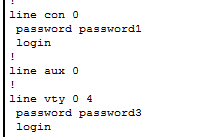 !
line con 0
 password password1
 login
!
line aux 0
!
line vty 0 4
 password password3
 login